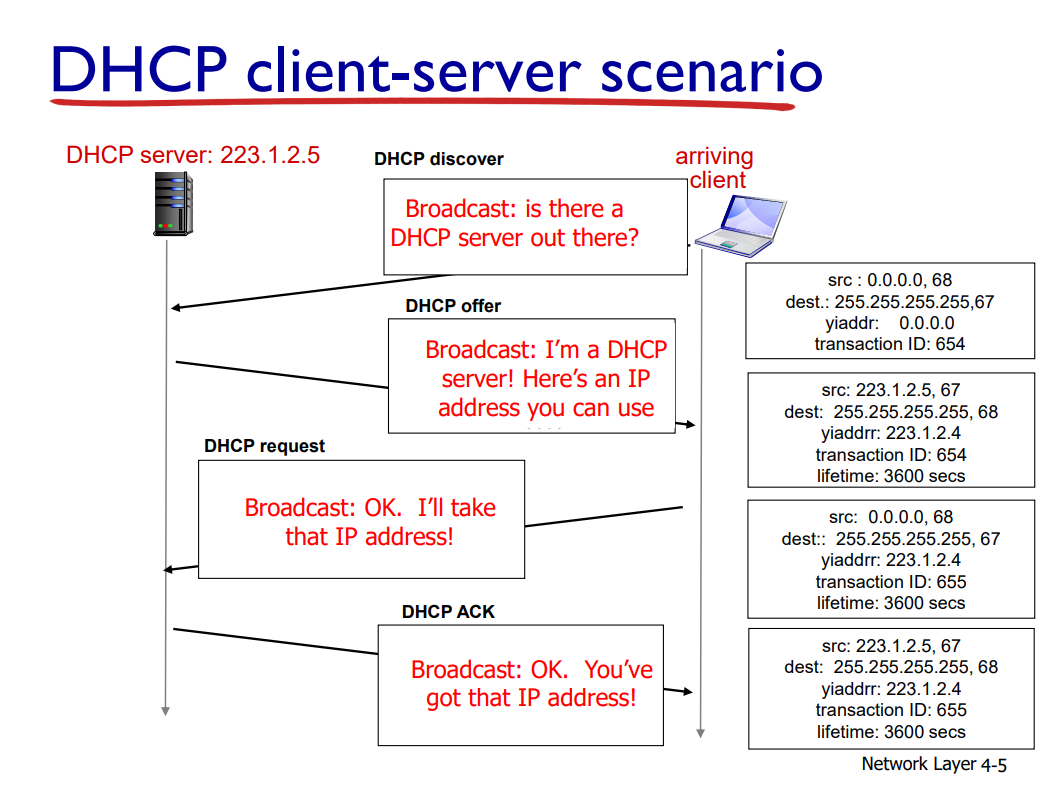 DHCP client-server scenario
DHCP server: 223.1.2.5
DHCP discover
arriving
client
Broadcast: is there a
DHCP server out there?
src : 0.0.0.0, 68
dest.: 255.255.255.255,67
yiaddr: 0.0.0.0
transaction ID: 654
DHCP offer
Broadcast: I’m a DHCP
server! Here’s an IP
address you can use
src: 223.1.2.5, 67
dest: 255.255.255.255, 68
yiaddrr: 223.1.2.4
transaction ID: 654
lifetime: 3600 secs
DHCP request
Broadcast: OK. I’ll take
that IP address!
src: 0.0.0.0, 68
dest:: 255.255.255.255, 67
yiaddrr: 223.1.2.4
transaction ID: 655
lifetime: 3600 secs
DHCP ACK
Broadcast: OK. You’ve
got that IP address!
src: 223.1.2.5, 67
dest: 255.255.255.255, 68
yiaddrr: 223.1.2.4
transaction ID: 655
lifetime: 3600 secs
Network Layer 4-5